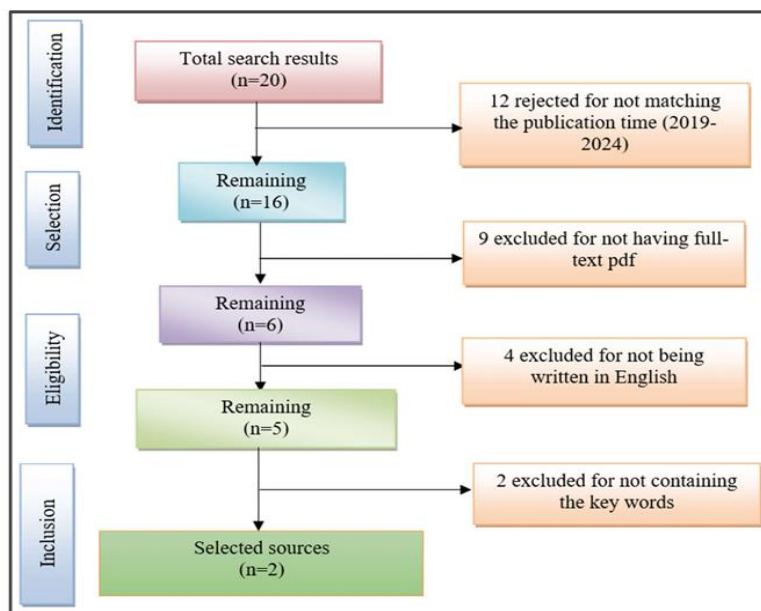 Identification
Total search results
(n=20)
12 rejected for not matching
the publication time (2019-
2024)
Selection
Remaining
(n=16)
9 excluded for not having full-
text pdf
Eligibility
Remaining
(n=6)
4 excluded for not being
written in English
Remaining
(n=5)
Inclusion
2 excluded for not containing
the key words
Selected sources
(n=2)